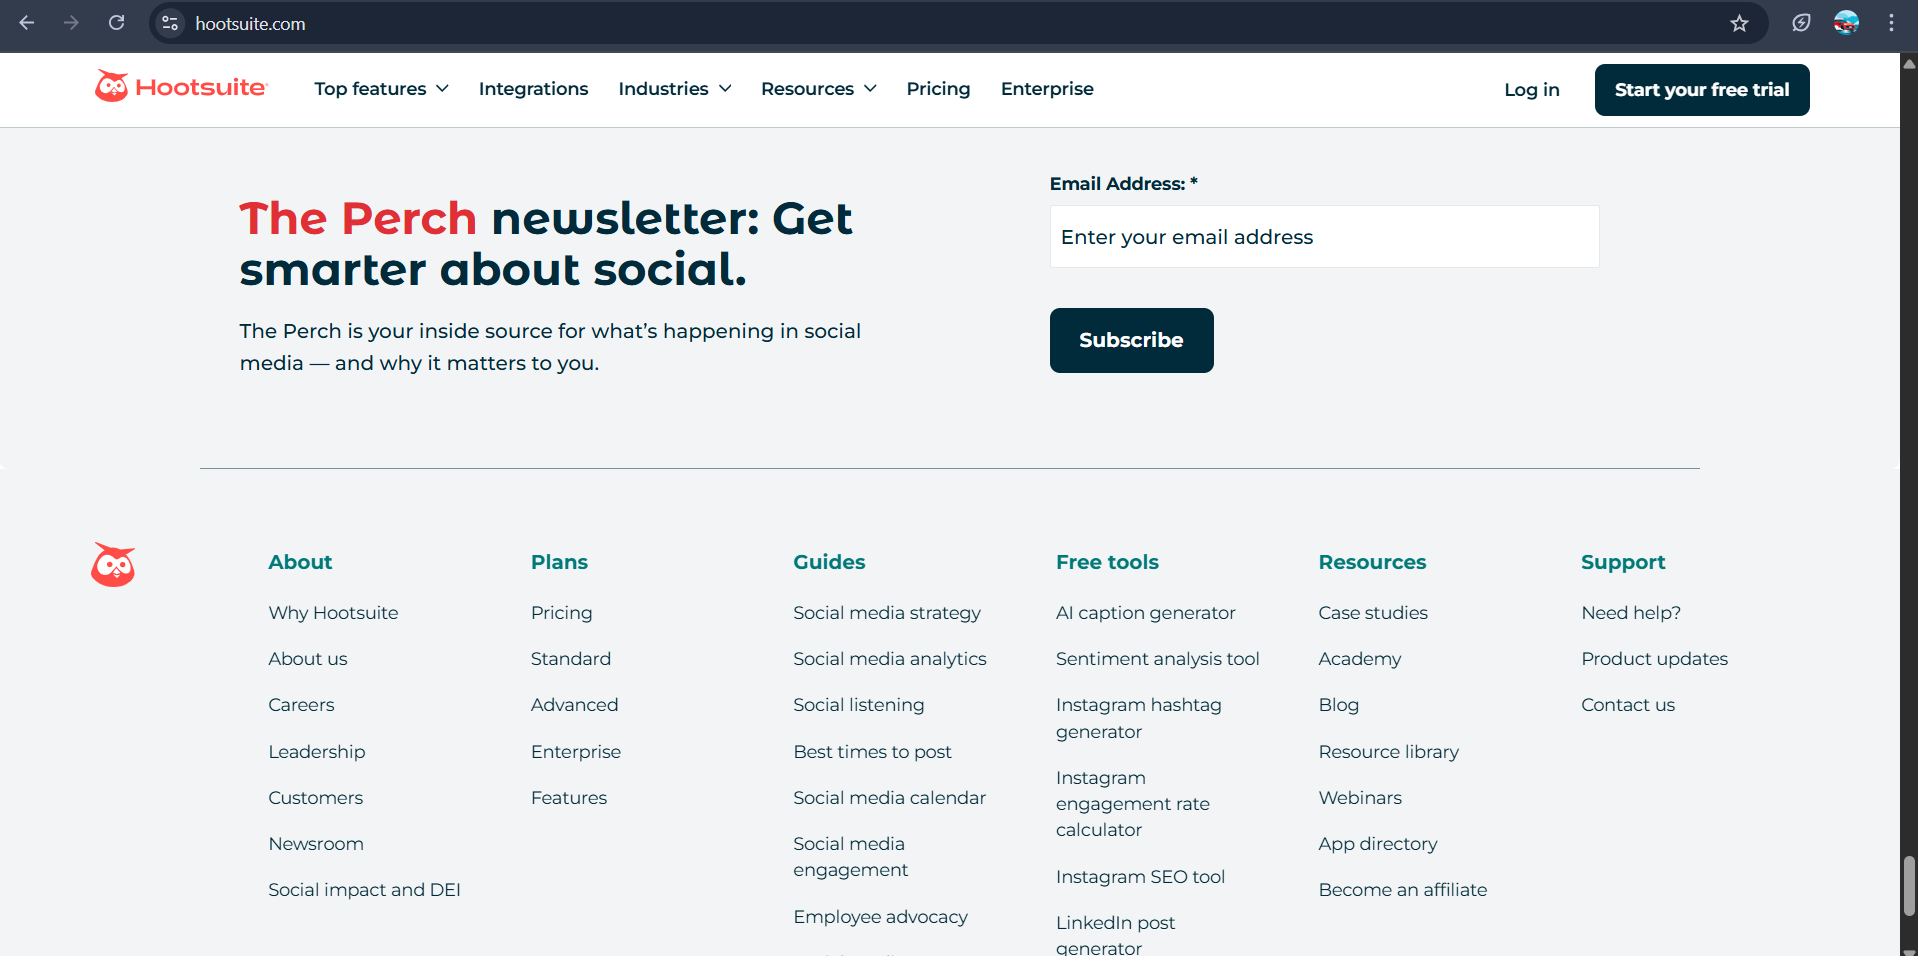 hootsuite.com
Hootsuite
Top features
Integrations
Industries
Resources
Pricing
Enterprise
Log in
Start your free trial
The Perch newsletter: Get
smarter about social.
The Perch is your inside source for what’s happening in social
media — and why it matters to you.
Email Address: *
Enter your email address
Subscribe
About
Why Hootsuite
About us
Careers
Leadership
Customers
Newsroom
Social impact and DEI
Plans
Pricing
Standard
Advanced
Enterprise
Features
Guides
Social media strategy
Social media analytics
Social listening
Best times to post
Social media calendar
Social media
engagement
Employee advocacy
Free tools
AI caption generator
Sentiment analysis tool
Instagram hashtag
generator
Instagram
engagement rate
calculator
Instagram SEO tool
LinkedIn post
generator
Resources
Case studies
Academy
Blog
Resource library
Webinars
App directory
Become an affiliate
Support
Need help?
Product updates
Contact us